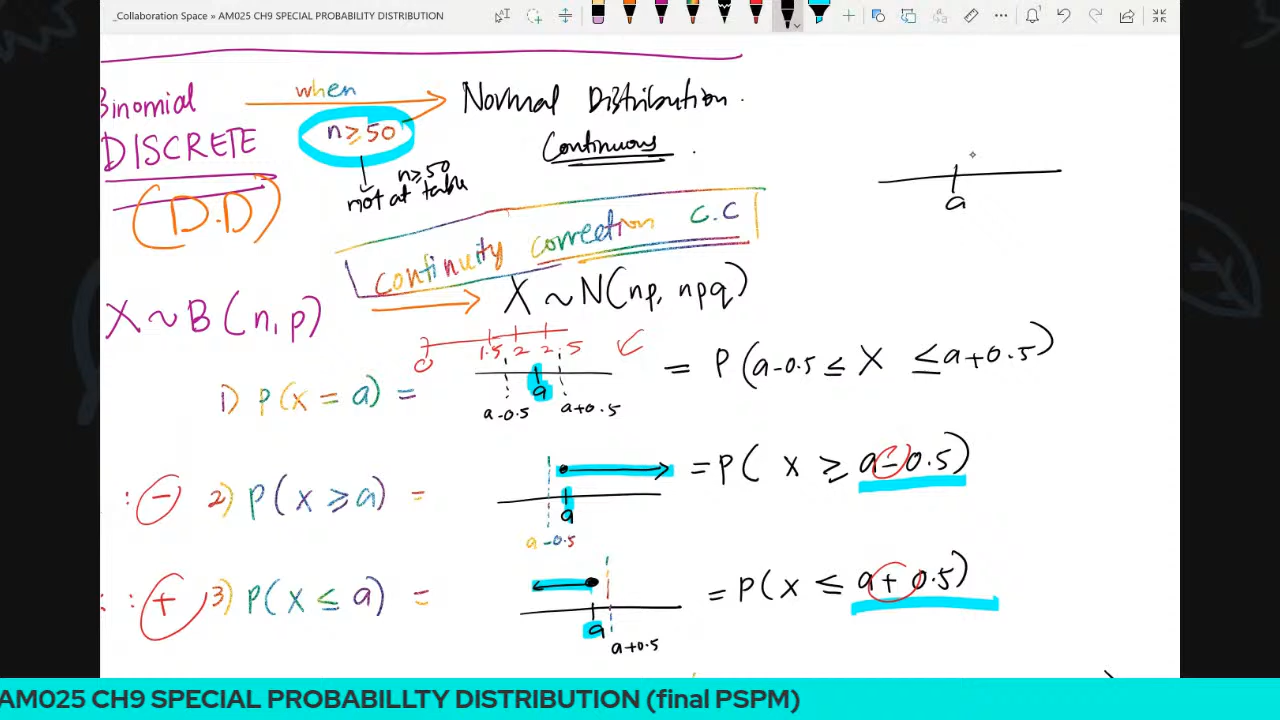 _Collaboration Space » AM025 CH9 SPECIAL PROBABILITY DISTRIBUTION
Binomial
when
Normal Distribution.
DISCRETE
n ≥ 50
Continuous.
n ≥ 50
not at table
(D.D)
a
continuity correction C.C
X ~ B(n, p)
X ~ N(np, npq)
0 1.5 2 2.5
1) P(X = a) =
a
a-0.5
a+0.5
= P(a-0.5 ≤ X ≤ a+0.5)
: - 2) P(X ≥ a) =
a
a-0.5
= P(X ≥ a-0.5)
: + 3) P(X ≤ a) =
a
a+0.5
= P(X ≤ a+0.5)
AM025 CH9 SPECIAL PROBABILLTY DISTRIBUTION (final PSPM)